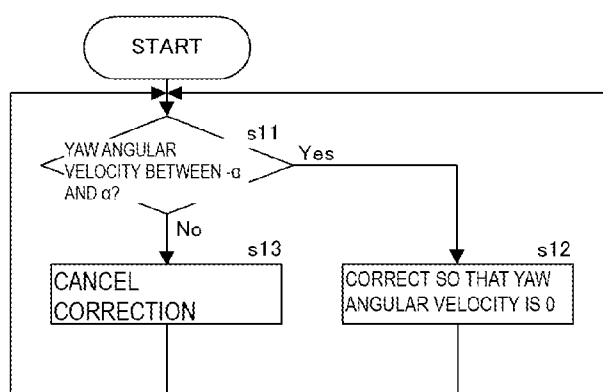 START
s11
YAW ANGULAR
VELOCITY BETWEEN -α
AND α?
Yes
No
s13
CANCEL
CORRECTION
s12
CORRECT SO THAT YAW
ANGULAR VELOCITY IS 0